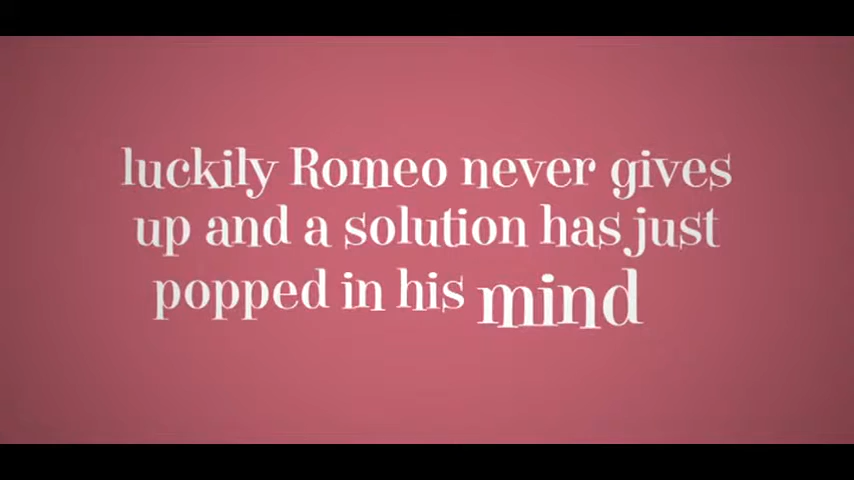 luckily Romeo never gives
up and a solution has just
popped in his mind